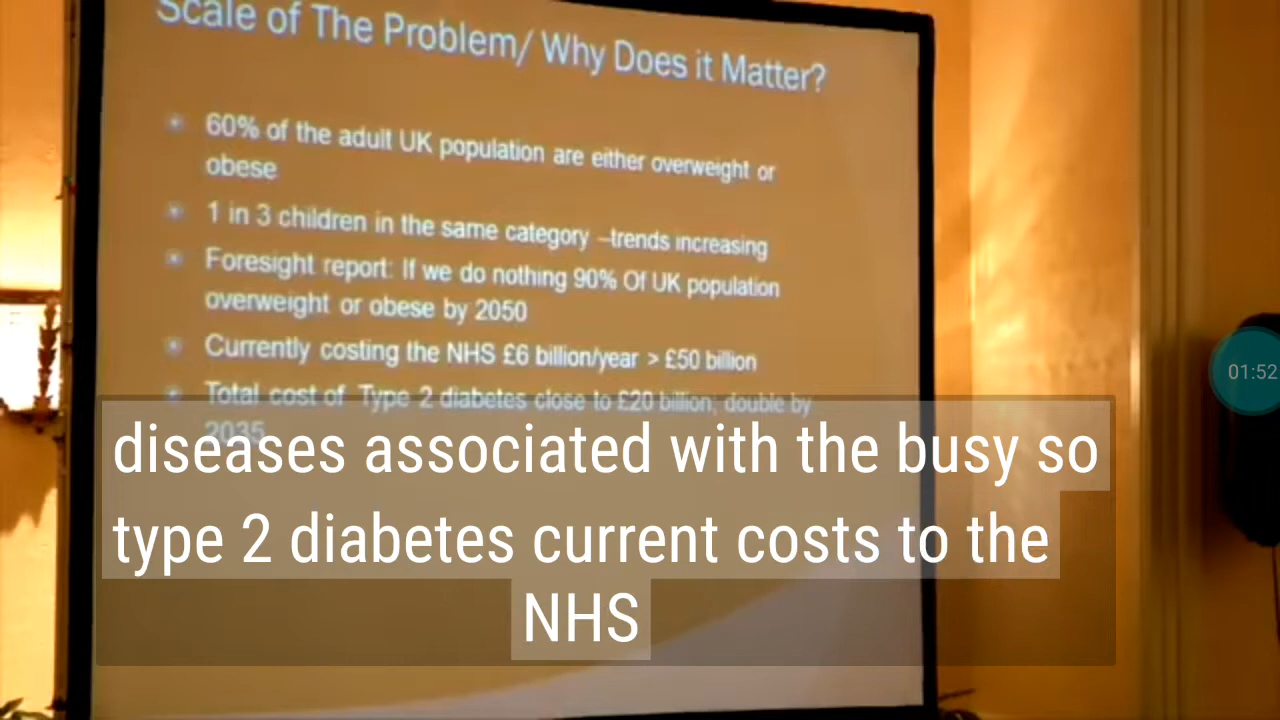 Scale of The Problem/ Why Does it Matter?
60% of the adult UK population are either overweight or
obese
1 in 3 children in the same category –trends increasing
Foresight report: If we do nothing 90% Of UK population
overweight or obese by 2050
Currently costing the NHS £6 billion/year > £50 billion
Total cost of Type 2 diabetes close to £20 billion; double by
2035
diseases associated with the busy so
type 2 diabetes current costs to the
NHS
01:52